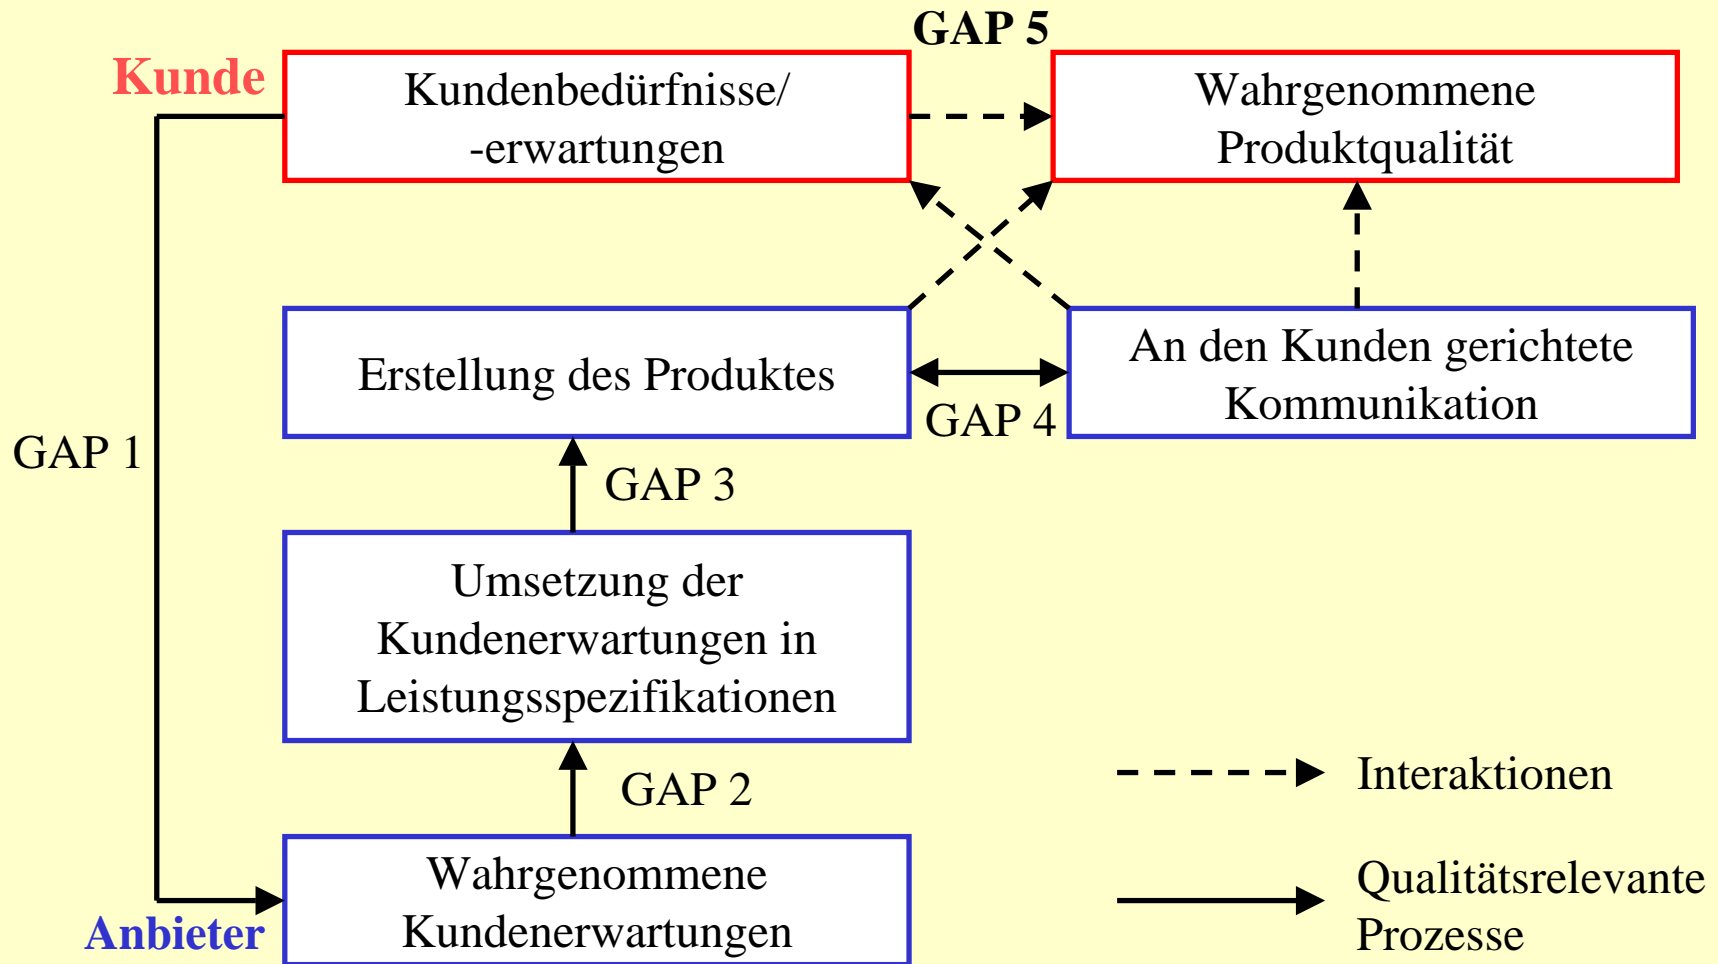 GAP 5
Kunde
Kundenbedürfnisse/
-erwartungen
Wahrgenommene
Produktqualität
Erstellung des Produktes
An den Kunden gerichtete
Kommunikation
GAP 4
GAP 1
GAP 3
Umsetzung der
Kundenerwartungen in
Leistungsspezifikationen
GAP 2
Interaktionen
Wahrgenommene
Kundenerwartungen
Anbieter
Qualitätsrelevante
Prozesse